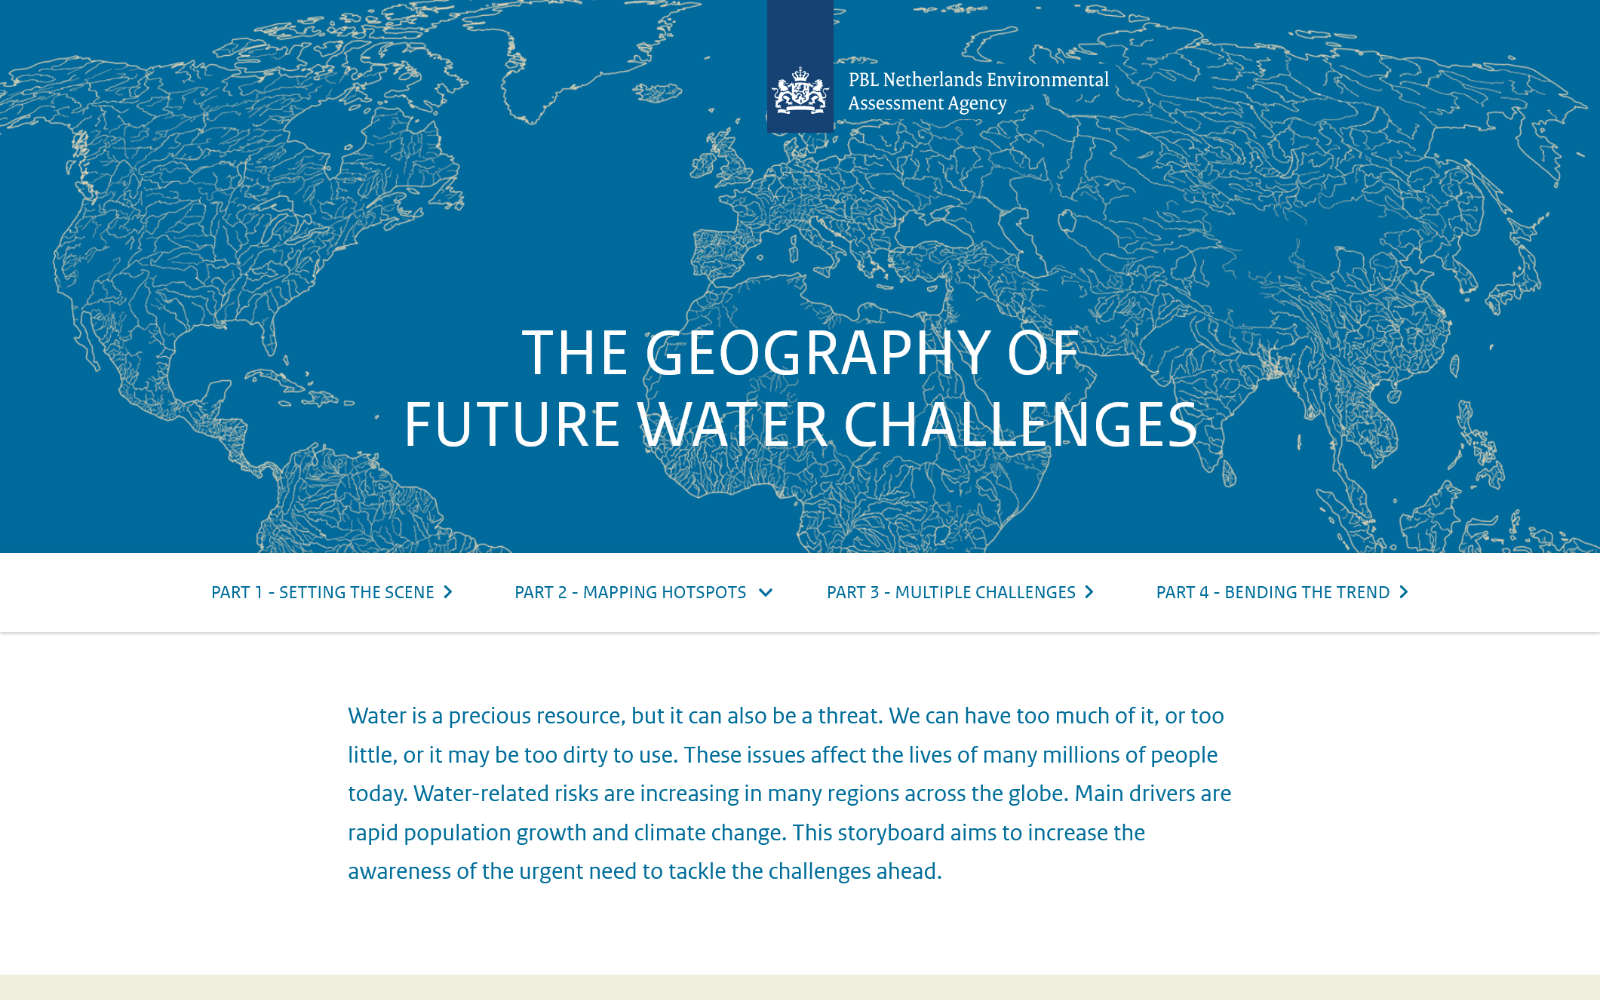 PBL Netherlands Environmental
Assessment Agency
THE GEOGRAPHY OF
FUTURE WATER CHALLENGES
PART 1 - SETTING THE SCENE
PART 2 - MAPPING HOTSPOTS
PART 3 - MULTIPLE CHALLENGES
PART 4 - BENDING THE TREND
Water is a precious resource, but it can also be a threat. We can have too much of it, or too
little, or it may be too dirty to use. These issues affect the lives of many millions of people
today. Water-related risks are increasing in many regions across the globe. Main drivers are
rapid population growth and climate change. This storyboard aims to increase the
awareness of the urgent need to tackle the challenges ahead.